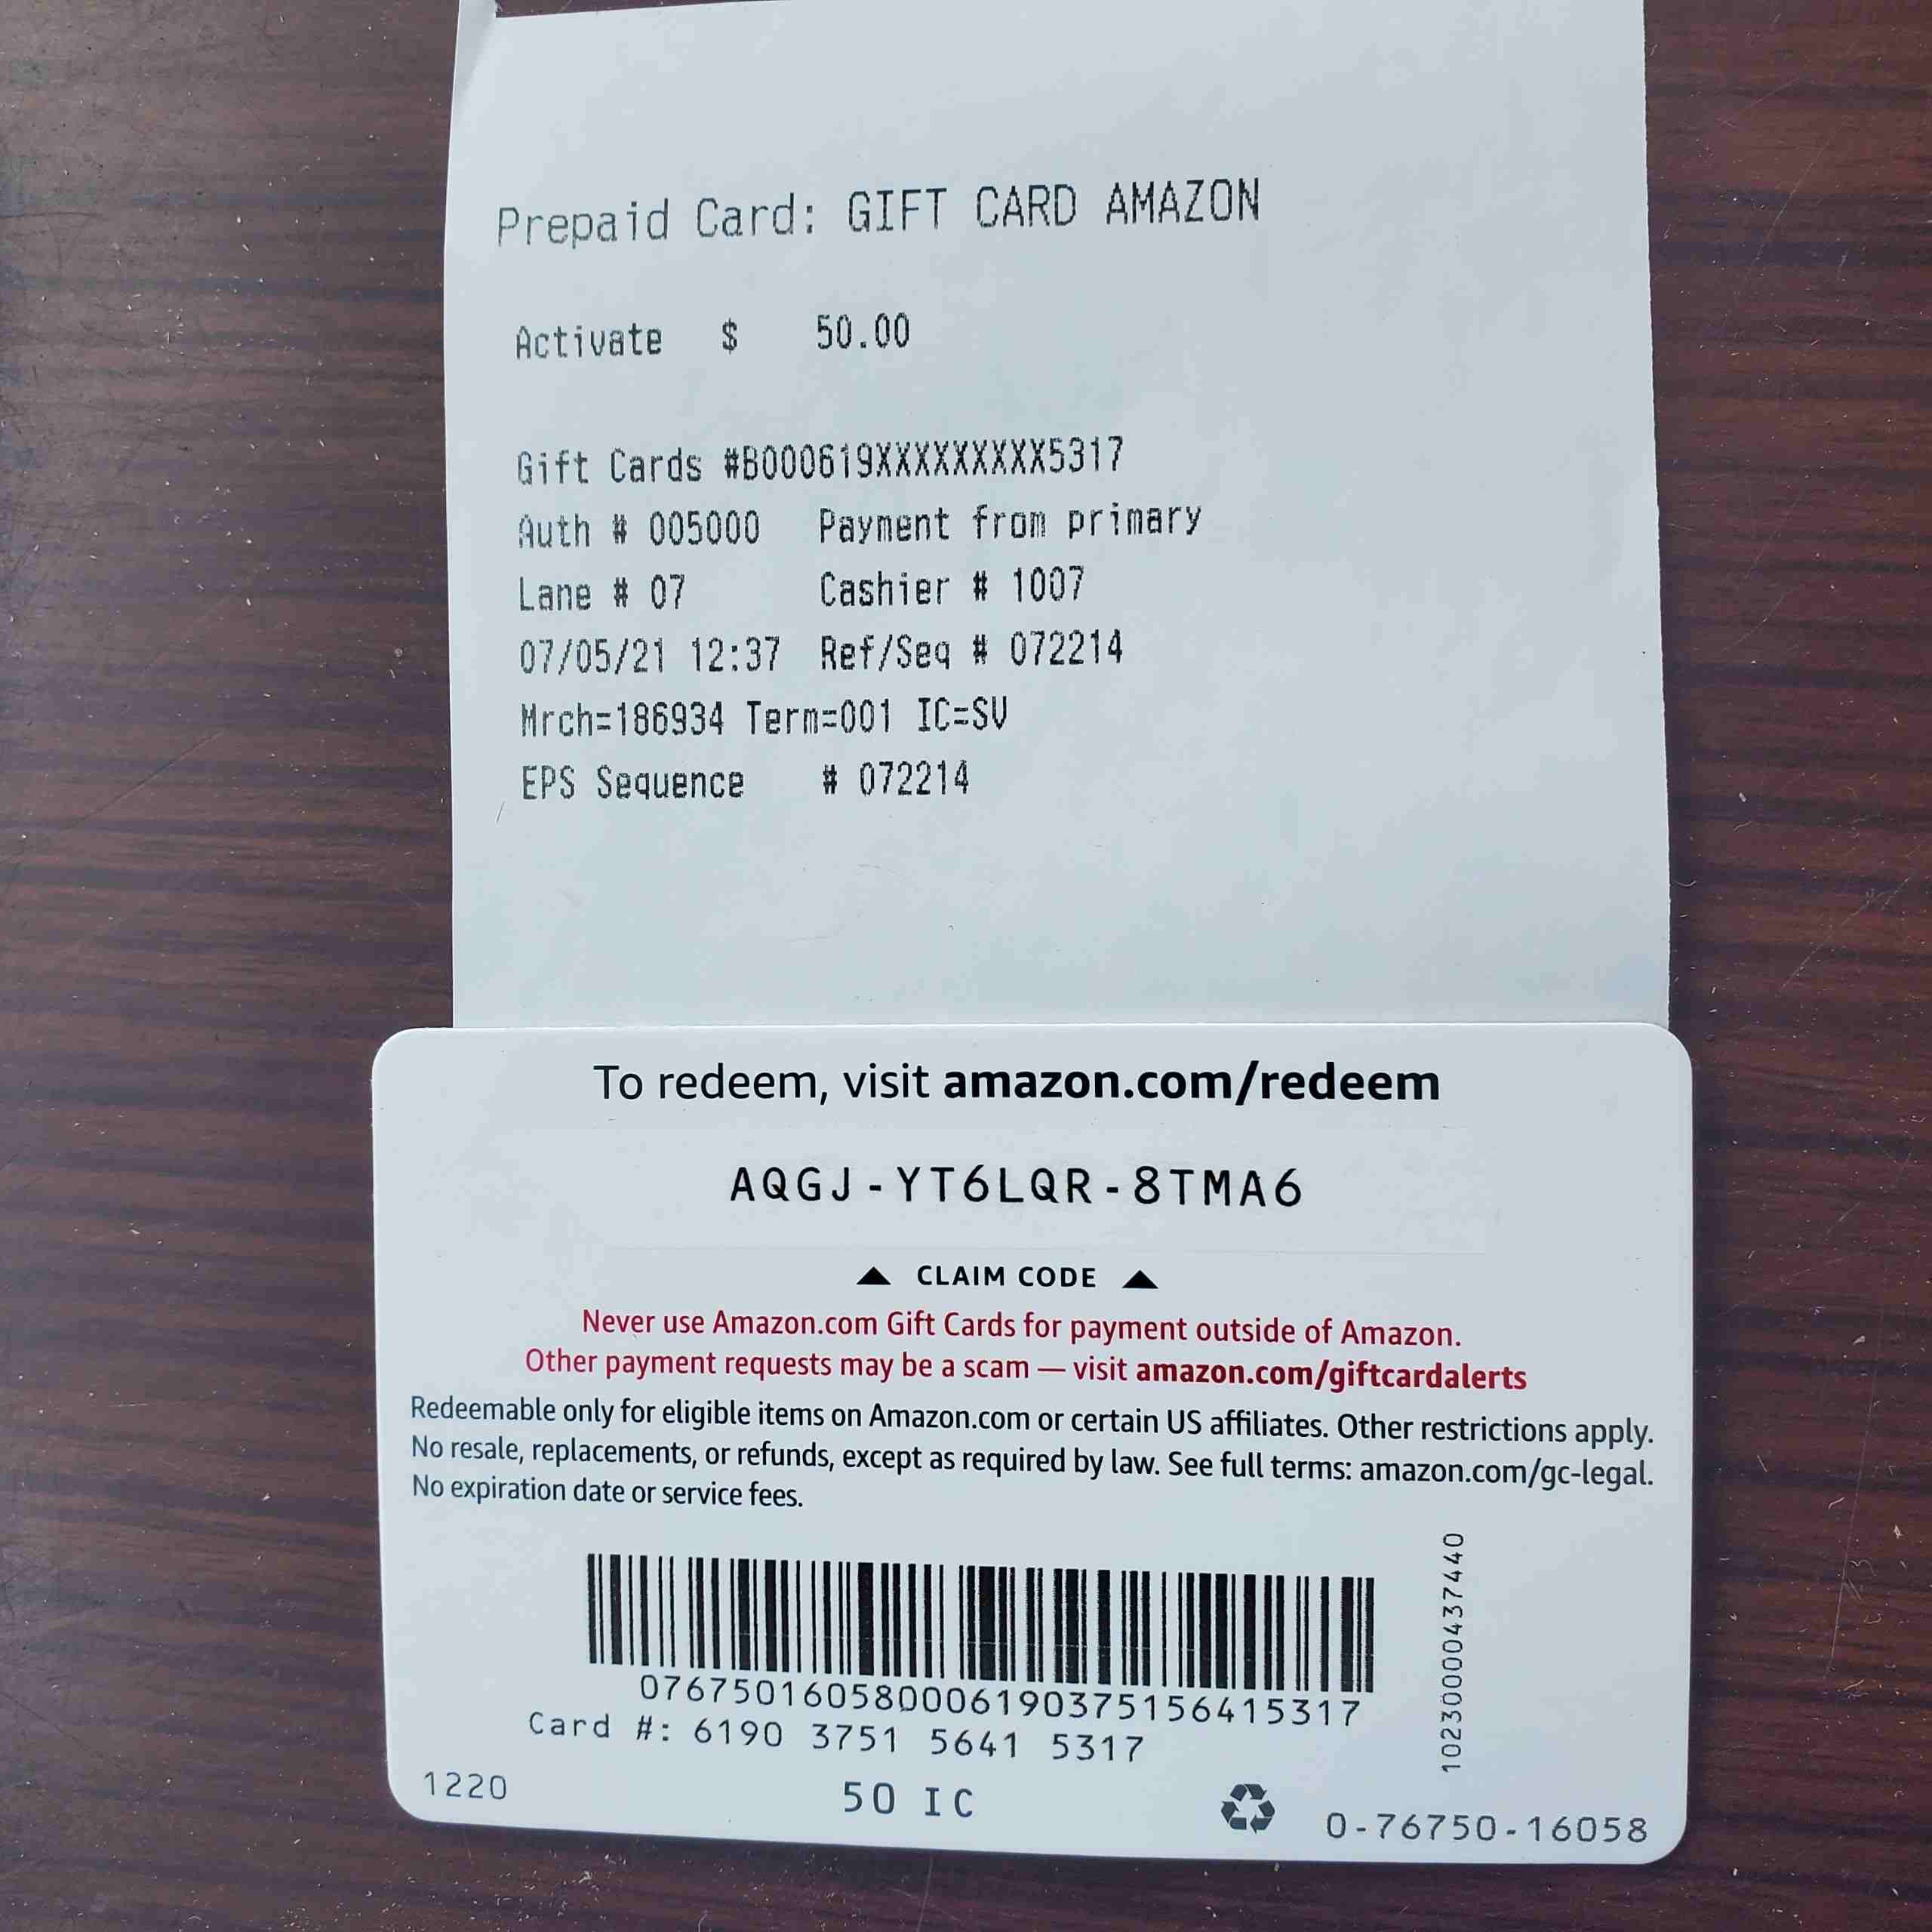 Prepaid Card: GIFT CARD AMAZON
Activate $ 50.00
Gift Cards #B000619XXXXXXXXX5317
Auth # 005000 Payment from primary
Lane # 07 Cashier # 1007
07/05/21 12:37 Ref/Seq # 072214
Mrch=186934 Term=001 IC=SV
EPS Sequence # 072214
To redeem, visit amazon.com/redeem
AQGJ-YT6LQR-8TMA6
▲ CLAIM CODE ▲
Never use Amazon.com Gift Cards for payment outside of Amazon.
Other payment requests may be a scam — visit amazon.com/giftcardalerts
Redeemable only for eligible items on Amazon.com or certain US affiliates. Other restrictions apply.
No resale, replacements, or refunds, except as required by law. See full terms: amazon.com/gc-legal.
No expiration date or service fees.
076750160580006190375156415317
Card #: 6190 3751 5641 5317
10230000437440
1220
50 IC
0-76750-16058